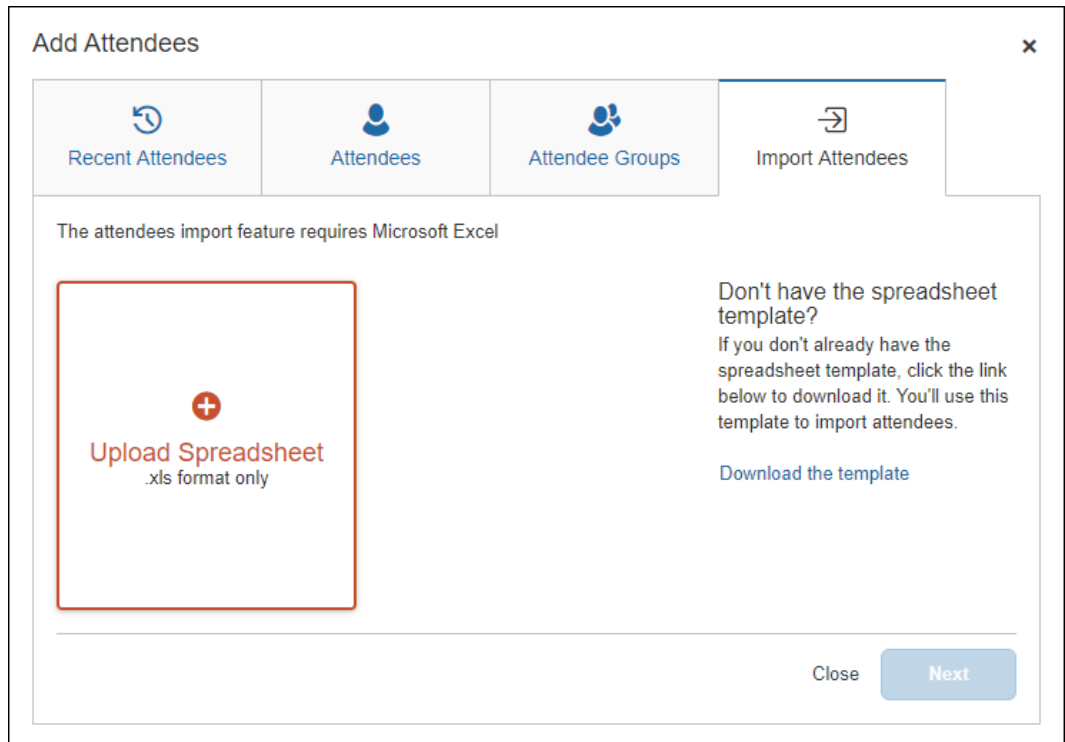 Add Attendees
×
Recent Attendees
Attendees
Attendee Groups
Import Attendees
The attendees import feature requires Microsoft Excel
Upload Spreadsheet
.xls format only
Don't have the spreadsheet
template?
If you don't already have the
spreadsheet template, click the link
below to download it. You'll use this
template to import attendees.
Download the template
Close
Next